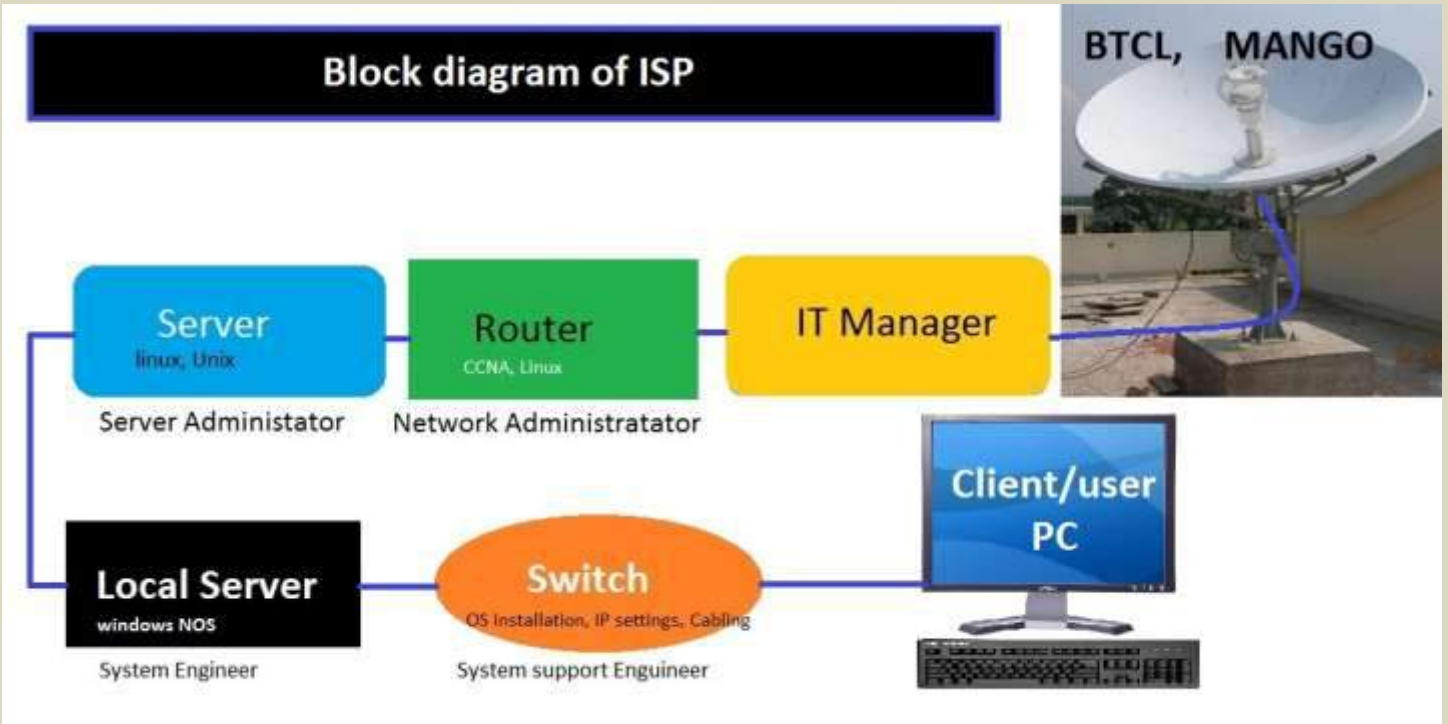 Block diagram of ISP
BTCL, MANGO
Server
linux, Unix
Server Administator
Router
CCNA, Linux
Network Administratator
IT Manager
Local Server
windows NOS
System Engineer
Switch
OS Installation, IP settings, Cabling
System support Enguineer
Client/user
PC